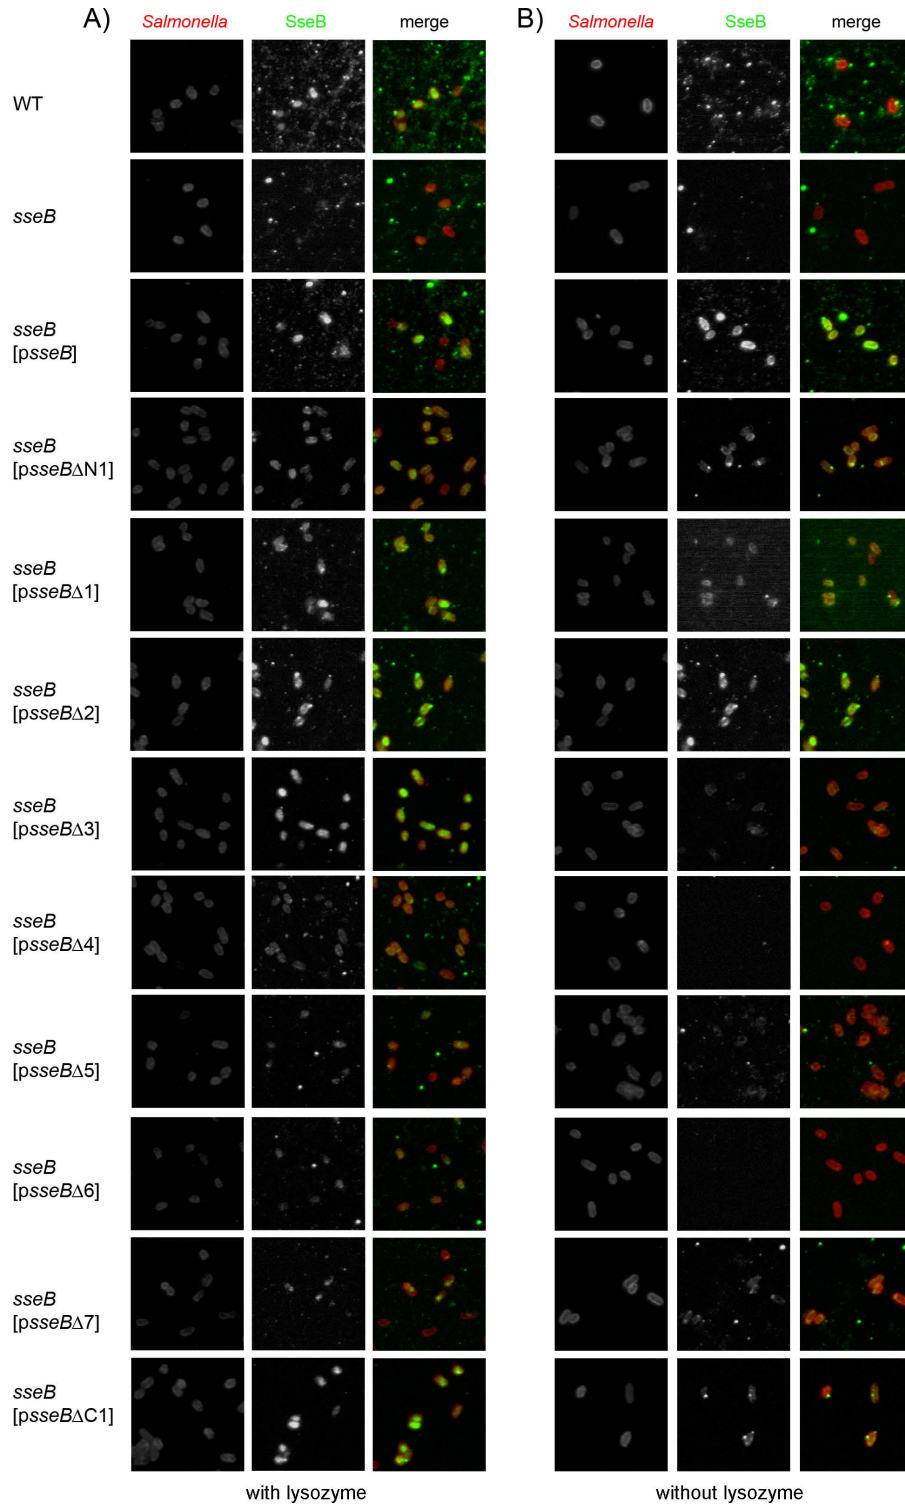 A) Salmonella SseB merge B) Salmonella SseB merge
WT
sseB
sseB
[psseB]
sseB
[psseBΔN1]
sseB
[psseBΔ1]
sseB
[psseBΔ2]
sseB
[psseBΔ3]
sseB
[psseBΔ4]
sseB
[psseBΔ5]
sseB
[psseBΔ6]
sseB
[psseBΔ7]
sseB
[psseBΔC1]
with lysozyme without lysozyme